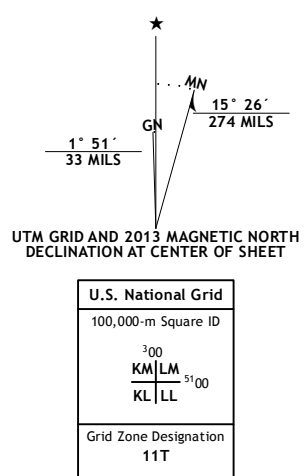 ★
MN
GN
15° 26´
274 MILS
1° 51´
33 MILS
UTM GRID AND 2013 MAGNETIC NORTH
DECLINATION AT CENTER OF SHEET
U.S. National Grid
100,000-m Square ID
³00
KM LM
⁵¹00
KL LL
Grid Zone Designation
11T